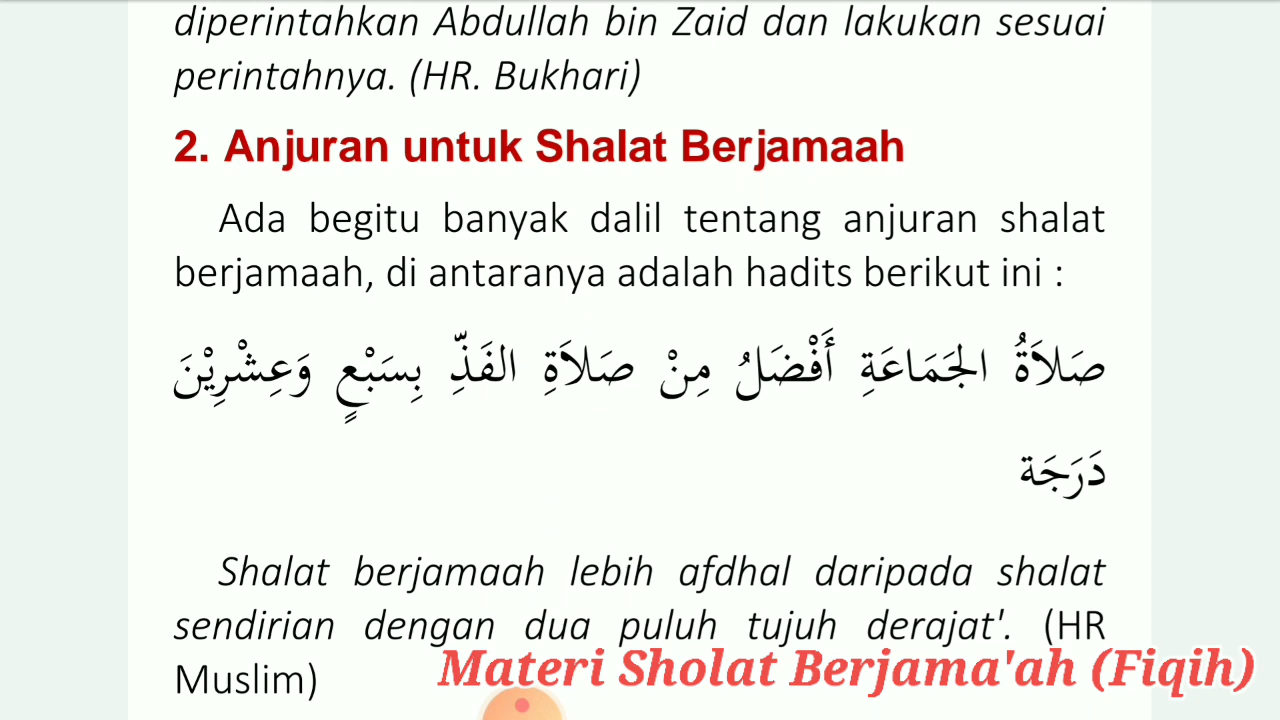 diperintahkan Abdullah bin Zaid dan lakukan sesuai
perintahnya. (HR. Bukhari)
2. Anjuran untuk Shalat Berjamaah
Ada begitu banyak dalil tentang anjuran shalat
berjamaah, di antaranya adalah hadits berikut ini :
صَلاَةُ الجَمَاعَةِ أَفْضَلُ مِنْ صَلاَةِ الفَذِّ بِسَبْعٍ وَعِشْرِيْنَ
دَرَجَة
Shalat berjamaah lebih afdhal daripada shalat
sendirian dengan dua puluh tujuh derajat'. (HR
Muslim)
Materi Sholat Berjama'ah (Fiqih)